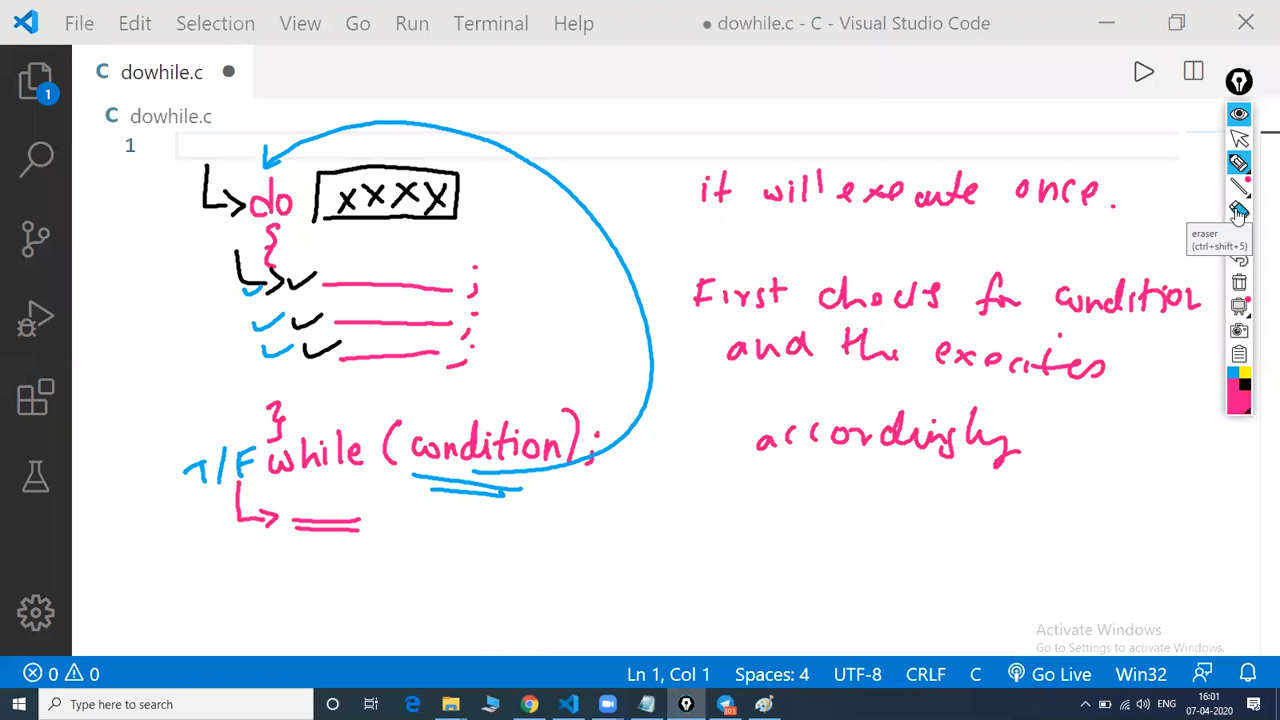 File Edit Selection View Go Run Terminal Help ● dowhile.c - C - Visual Studio Code
C dowhile.c ●
C dowhile.c
1
do XXXX
{
;
;
;
} while (condition);
T/F
it will execute once.
First checks for condition
and the executes
accordingly
eraser
(ctrl+shift+5)
1
Activate Windows
Go to Settings to activate Windows.
0 0 Ln 1, Col 1 Spaces: 4 UTF-8 CRLF C Go Live Win32
Type here to search
305
ENG
16:01
07-04-2020